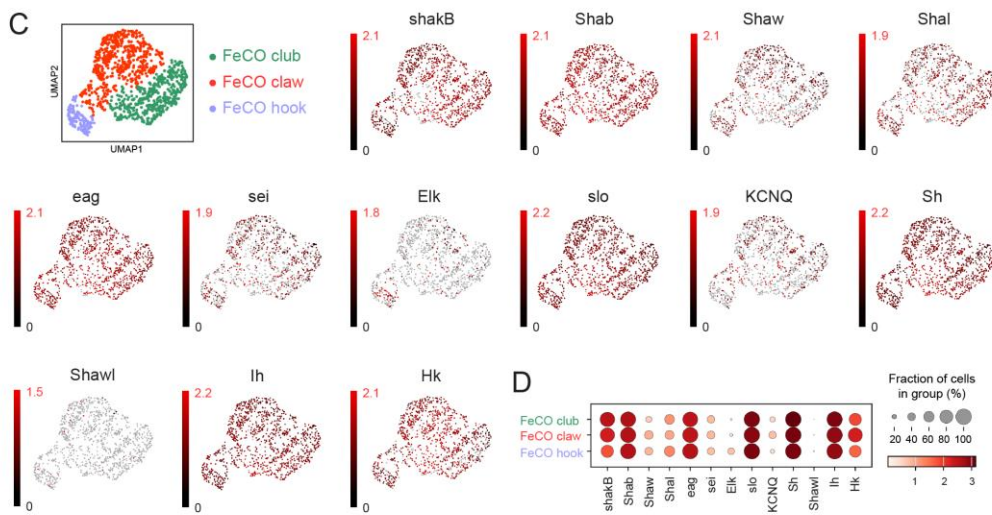 C
UMAP2
UMAP1
FeCO club
FeCO claw
FeCO hook
shakB
2.1
0
Shab
2.1
0
Shaw
2.1
0
Shal
1.9
0
eag
2.1
0
sei
1.9
0
Elk
1.8
0
slo
2.2
0
KCNQ
1.9
0
Sh
2.2
0
Shawl
1.5
0
Ih
2.2
0
Hk
2.1
0
D
FeCO club
FeCO claw
FeCO hook
shakB
Shab
Shaw
Shal
eag
sei
Elk
slo
KCNQ
Sh
Shawl
Ih
Hk
Fraction of cells
in group (%)
20 40 60 80 100
1 2 3